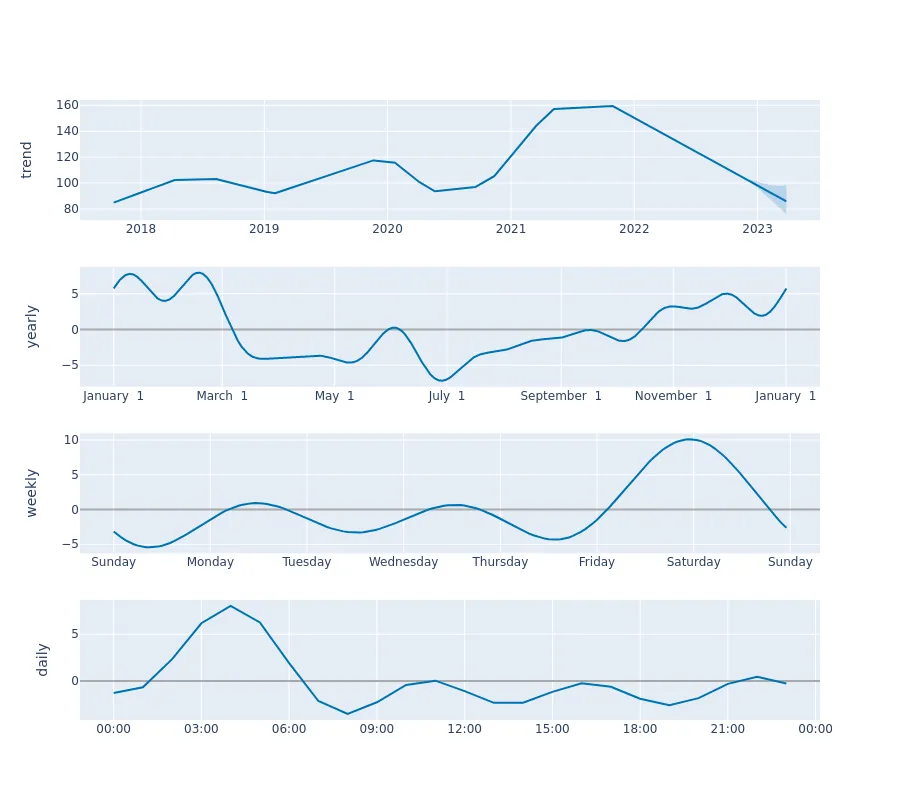 trend
160
140
120
100
80
2018 2019 2020 2021 2022 2023
yearly
5
0
−5
January 1 March 1 May 1 July 1 September 1 November 1 January 1
weekly
10
5
0
−5
Sunday Monday Tuesday Wednesday Thursday Friday Saturday Sunday
daily
5
0
00:00 03:00 06:00 09:00 12:00 15:00 18:00 21:00 00:00